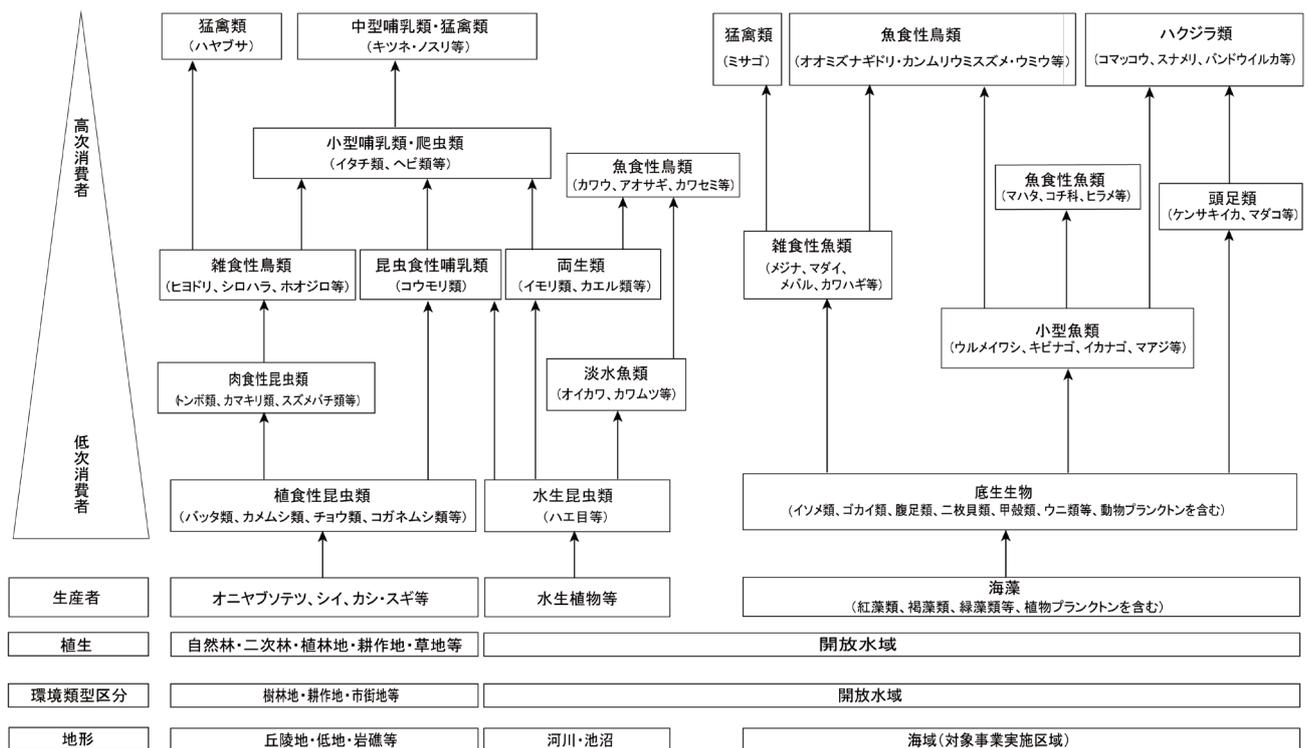 猛禽類
(ハヤブサ)
中型哺乳類・猛禽類
(キツネ・ノスリ等)
猛禽類
(ミサゴ)
魚食性鳥類
(オオミズナギドリ・カンムリウミスズメ・ウミウ等)
ハクジラ類
(コマッコウ、スナメリ、バンドウイルカ等)
高次消費者
小型哺乳類・爬虫類
(イタチ類、ヘビ類等)
魚食性鳥類
(カワウ、アオサギ、カワセミ等)
魚食性魚類
(マハタ、コチ科、ヒラメ等)
頭足類
(ケンサキイカ、マダコ等)
雑食性鳥類
(ヒヨドリ、シロハラ、ホオジロ等)
昆虫食性哺乳類
(コウモリ類)
両生類
(イモリ類、カエル類等)
雑食性魚類
(メジナ、マダイ、
メバル、カワハギ等)
小型魚類
(ウルメイワシ、キビナゴ、イカナゴ、マアジ等)
肉食性昆虫類
(トンボ類、カマキリ類、スズメバチ類等)
淡水魚類
(オイカワ、カワムツ等)
低次消費者
植食性昆虫類
(バッタ類、カメムシ類、チョウ類、コガネムシ類等)
水生昆虫類
(ハエ目等)
底生生物
(イソメ類、ゴカイ類、腹足類、二枚貝類、甲殻類、ウニ類等、動物プランクトンを含む)
生産者
オニヤブソテツ、シイ、カシ・スギ等
水生植物等
海藻
(紅藻類、褐藻類、緑藻類等、植物プランクトンを含む)
植生
自然林・二次林・植林地・耕作地・草地等
開放水域
環境類型区分
樹林地・耕作地・市街地等
開放水域
地形
丘陵地・低地・岩礁等
河川・池沼
海域(対象事業実施区域)